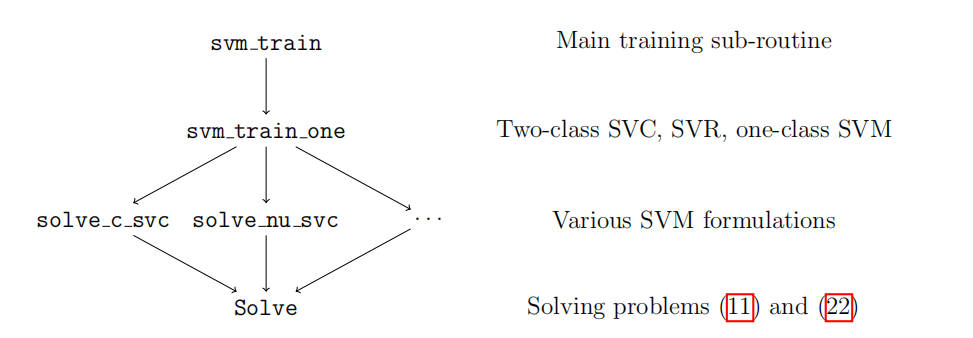 svm_train Main training sub-routine
svm_train_one Two-class SVC, SVR, one-class SVM
solve_c_svc solve_nu_svc ... Various SVM formulations
Solve Solving problems (11) and (22)